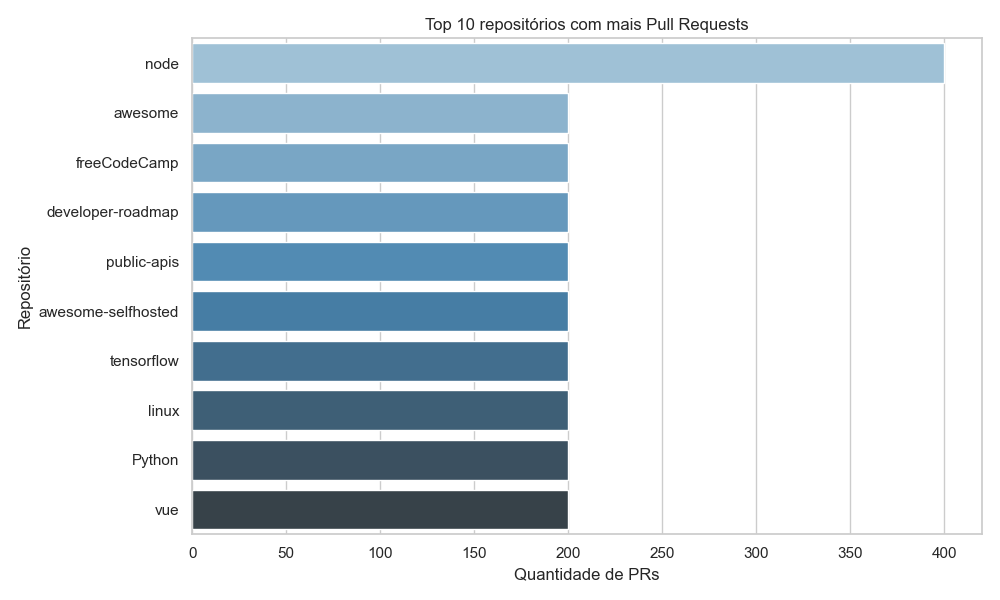 Top 10 repositórios com mais Pull Requests
Repositório
node
awesome
freeCodeCamp
developer-roadmap
public-apis
awesome-selfhosted
tensorflow
linux
Python
vue
0 50 100 150 200 250 300 350 400
Quantidade de PRs